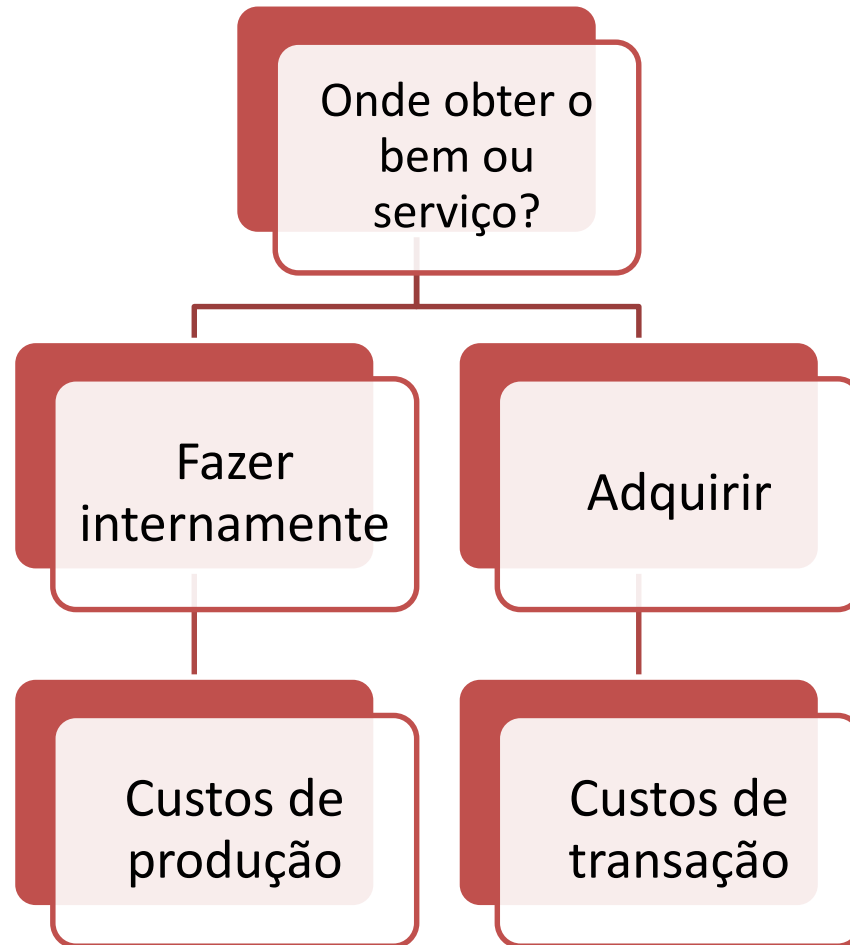 Onde obter o
bem ou
serviço?
Fazer
internamente
Adquirir
Custos de
produção
Custos de
transação